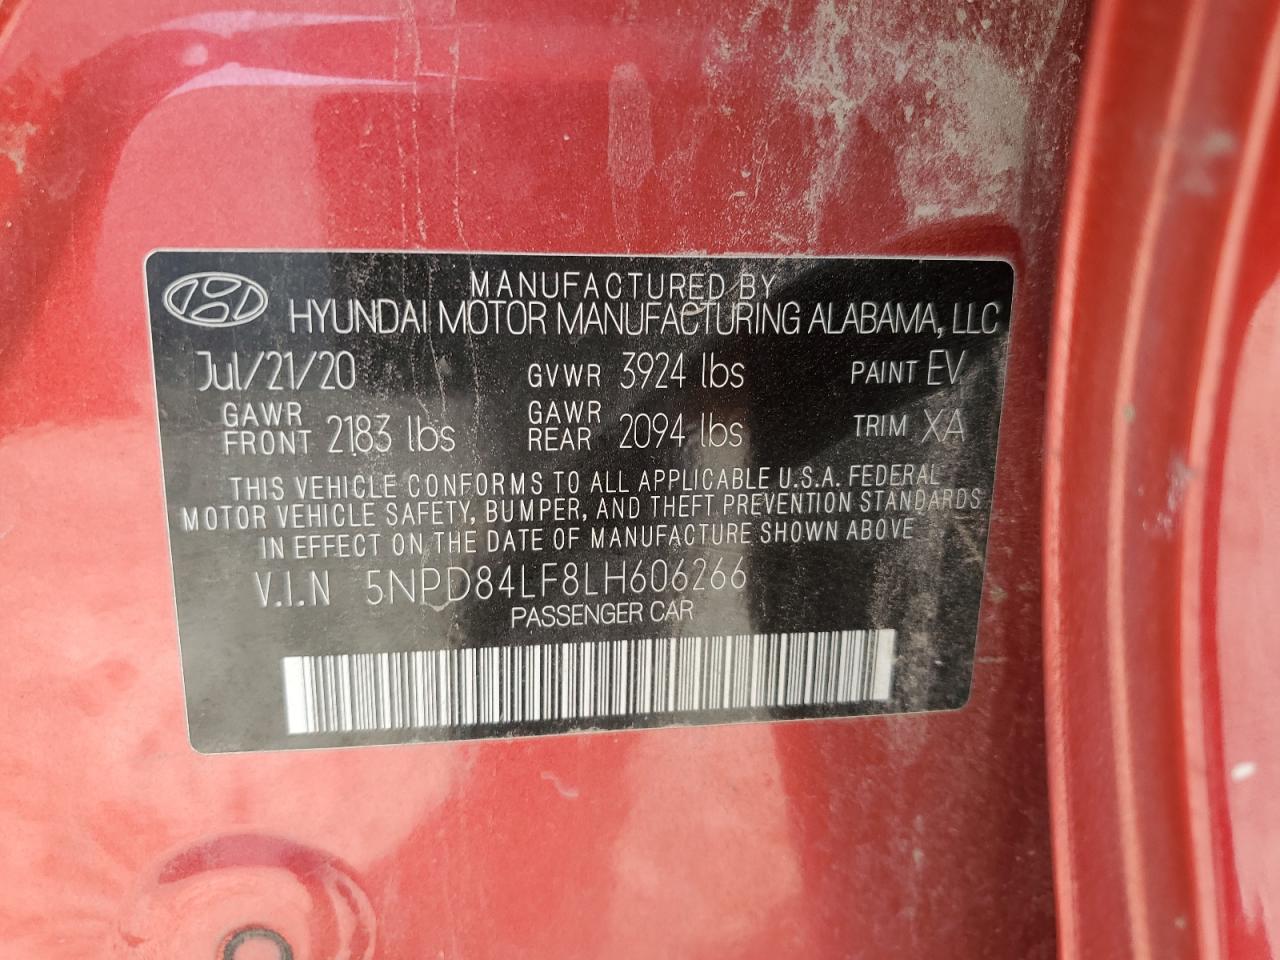 MANUFACTURED BY
HYUNDAI MOTOR MANUFACTURING ALABAMA, LLC
Jul/21/20 GVWR 3924 lbs PAINT EV
GAWR FRONT 2183 lbs GAWR REAR 2094 lbs TRIM XA
THIS VEHICLE CONFORMS TO ALL APPLICABLE U.S.A. FEDERAL
MOTOR VEHICLE SAFETY, BUMPER, AND THEFT PREVENTION STANDARDS
IN EFFECT ON THE DATE OF MANUFACTURE SHOWN ABOVE
V.I.N 5NPD84LF8LH606266
PASSENGER CAR